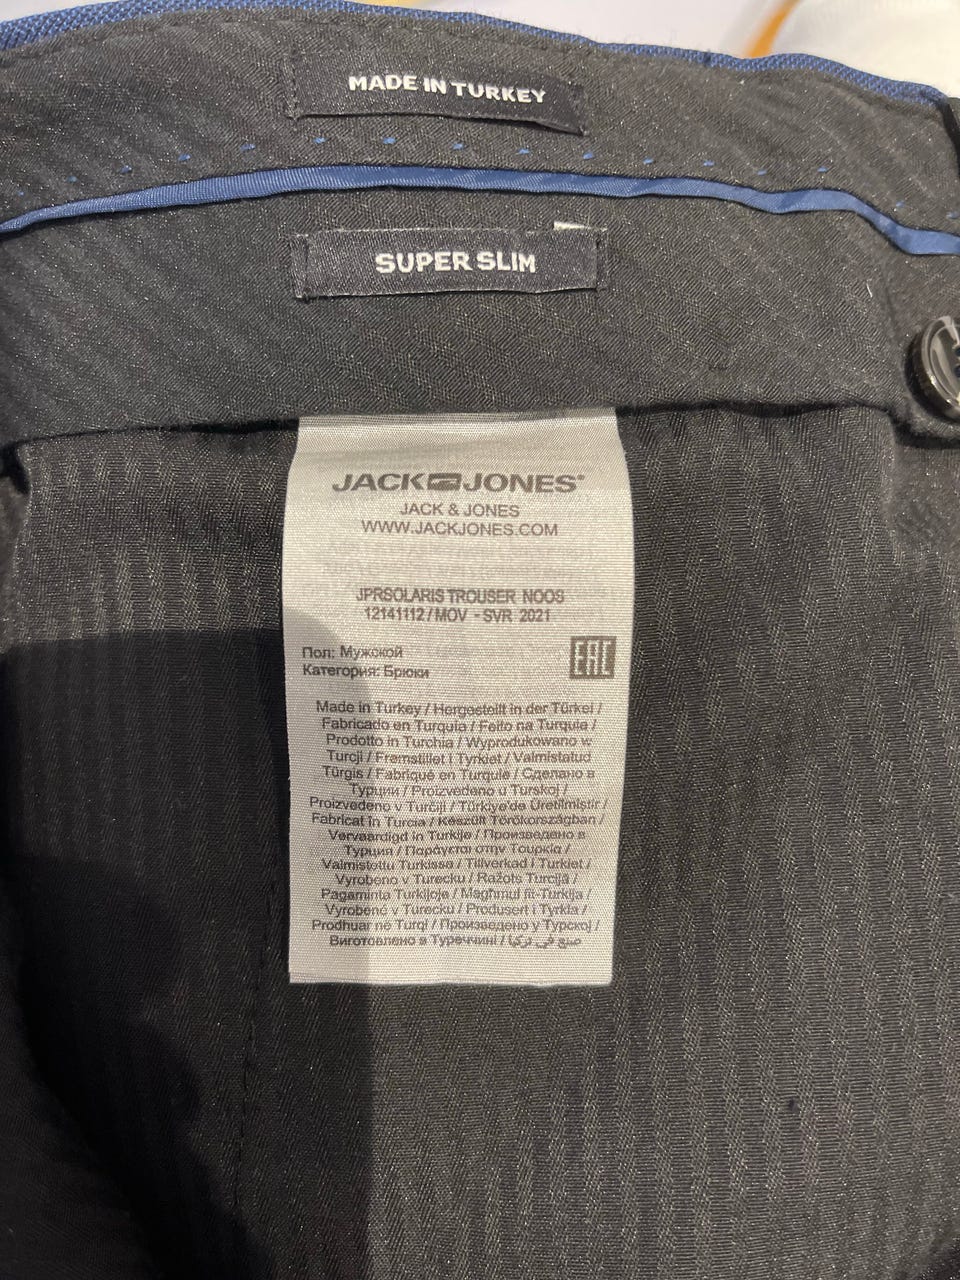 MADE IN TURKEY
SUPER SLIM
JACK JONES®
JACK & JONES
WWW.JACKJONES.COM
JPRSOLARIS TROUSER NOOS
12141112/MOV - SVR 2021
Пол: Мужской
Категория: Брюки
EAC
Made in Turkey / Hergestellt in der Türkei /
Fabricado en Turquia / Feito na Turquia /
Prodotto in Turchia / Wyprodukowano w
Turcji / Fremstillet i Tyrkiet / Valmistatud
Türgis / Fabriqué en Turquie / Сделано в
Турции / Proizvedeno u Turskoj /
Proizvedeno v Turčiji / Türkiye'de Üretilmiştir /
Fabricat în Turcia / Készült Törökországban /
Vervaardigd in Turkije / Произведено в
Турция / Παράγεται στην Τουρκία /
Valmistettu Turkissa / Tillverkad i Turkiet /
Vyrobeno v Turecku / Ražots Turcijā /
Pagaminta Turkijoje / Magħmul fit-Turkija /
Vyrobené v Turecku / Produsert i Tyrkia /
Prodhuar ne Turqi / Произведено у Турској /
Виготовлено в Туреччині / صنع في تركيا